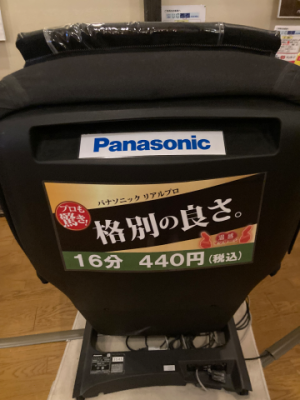 Panasonic
パナソニック リアルプロ
プロも
驚き!
格別の良さ。
16分 440円(税込)